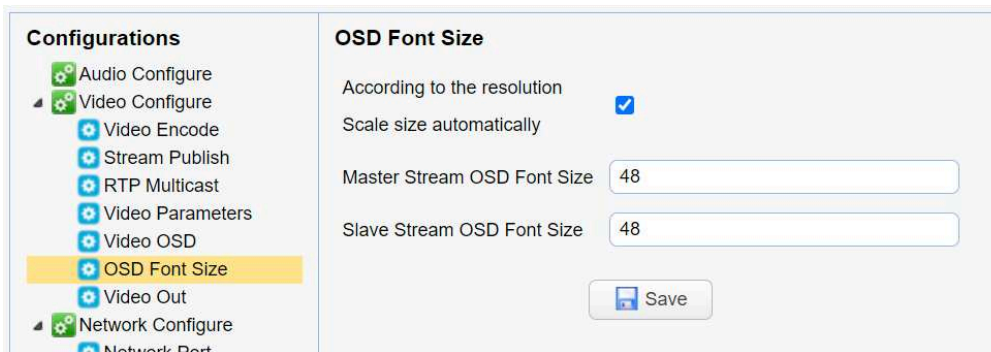 Configurations
Audio Configure
Video Configure
Video Encode
Stream Publish
RTP Multicast
Video Parameters
Video OSD
OSD Font Size
Video Out
Network Configure
Network Port
OSD Font Size
According to the resolution
Scale size automatically
Master Stream OSD Font Size 48
Slave Stream OSD Font Size 48
Save